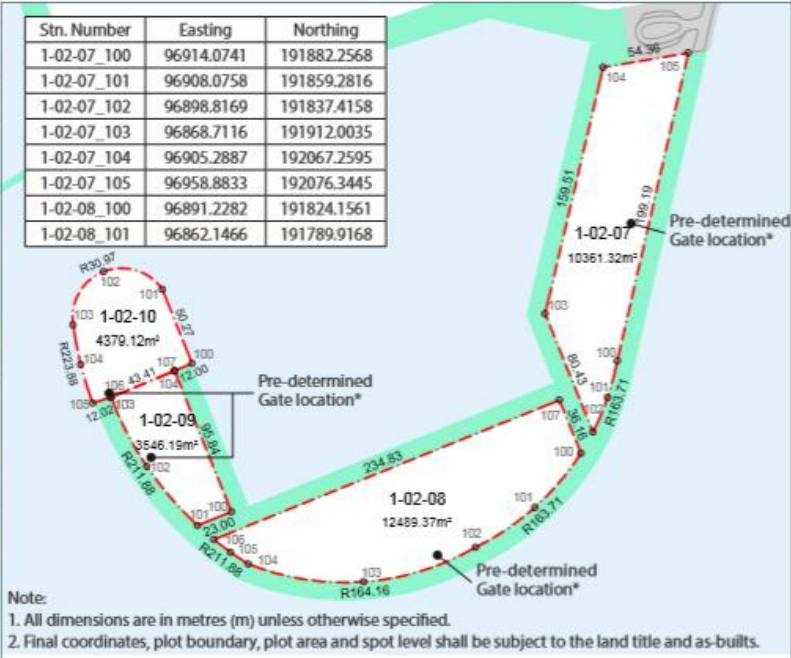 Stn. Number Easting Northing
1-02-07_100 96914.0741 191882.2568
1-02-07_101 96908.0758 191859.2816
1-02-07_102 96898.8169 191837.4158
1-02-07_103 96868.7116 191912.0035
1-02-07_104 96905.2887 192067.2595
1-02-07_105 96958.8833 192076.3445
1-02-08_100 96891.2282 191824.1561
1-02-08_101 96862.1466 191789.9168
54.36
104
105
159.51
199.19
1-02-07
10361.32m²
Pre-determined
Gate location*
103
80.43
100
101
102
R163.71
R30.97
102
101
103
1-02-10
4379.12m²
50.27
R223.88
104
43.41
107
100
104
12.00
106
105
12.02
103
Pre-determined
Gate location*
1-02-09
3546.19m²
95.84
102
R211.88
101
100
23.00
234.83
107
36.16
100
1-02-08
12489.37m²
101
R163.71
102
106
105
104
R211.88
103
R164.16
Pre-determined
Gate location*
Note:
1. All dimensions are in metres (m) unless otherwise specified.
2. Final coordinates, plot boundary, plot area and spot level shall be subject to the land title and as-builts.